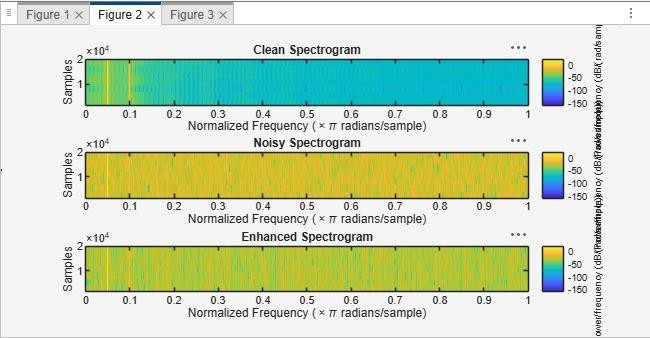 Figure 1 × Figure 2 × Figure 3 ×
Clean Spectrogram
×10⁴
2
1
Samples
0 0.1 0.2 0.3 0.4 0.5 0.6 0.7 0.8 0.9 1
Normalized Frequency (× π radians/sample)
0
-50
-100
-150
Noisy Spectrogram
×10⁴
2
1
Samples
0 0.1 0.2 0.3 0.4 0.5 0.6 0.7 0.8 0.9 1
Normalized Frequency (× π radians/sample)
0
-50
-100
-150
Enhanced Spectrogram
×10⁴
2
1
Samples
0 0.1 0.2 0.3 0.4 0.5 0.6 0.7 0.8 0.9 1
Normalized Frequency (× π radians/sample)
0
-50
-100
-150